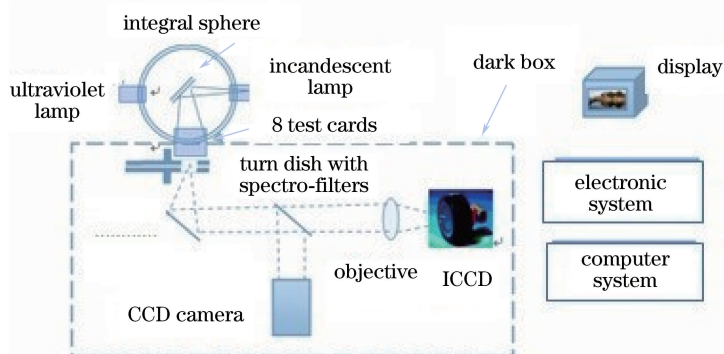 integral sphere
ultraviolet
lamp
incandescent
lamp
dark box
display
8 test cards
turn dish with
spectro-filters
electronic
system
objective
ICCD
computer
system
CCD camera